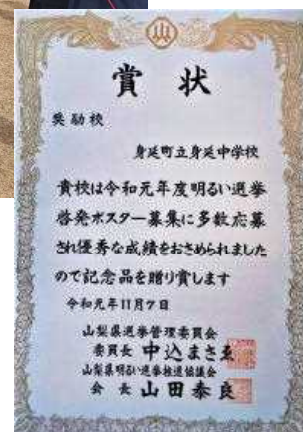 賞状
奨励校
身延町立身延中学校
貴校は令和元年度明るい選挙
啓発ポスター募集に多数応募
され優秀な成績をおさめられました
ので記念品を贈り賞します
令和元年11月7日
山梨県選挙管理委員会
委員長 中込まさゑ
山梨県明るい選挙推進協議会
会長 山田泰良